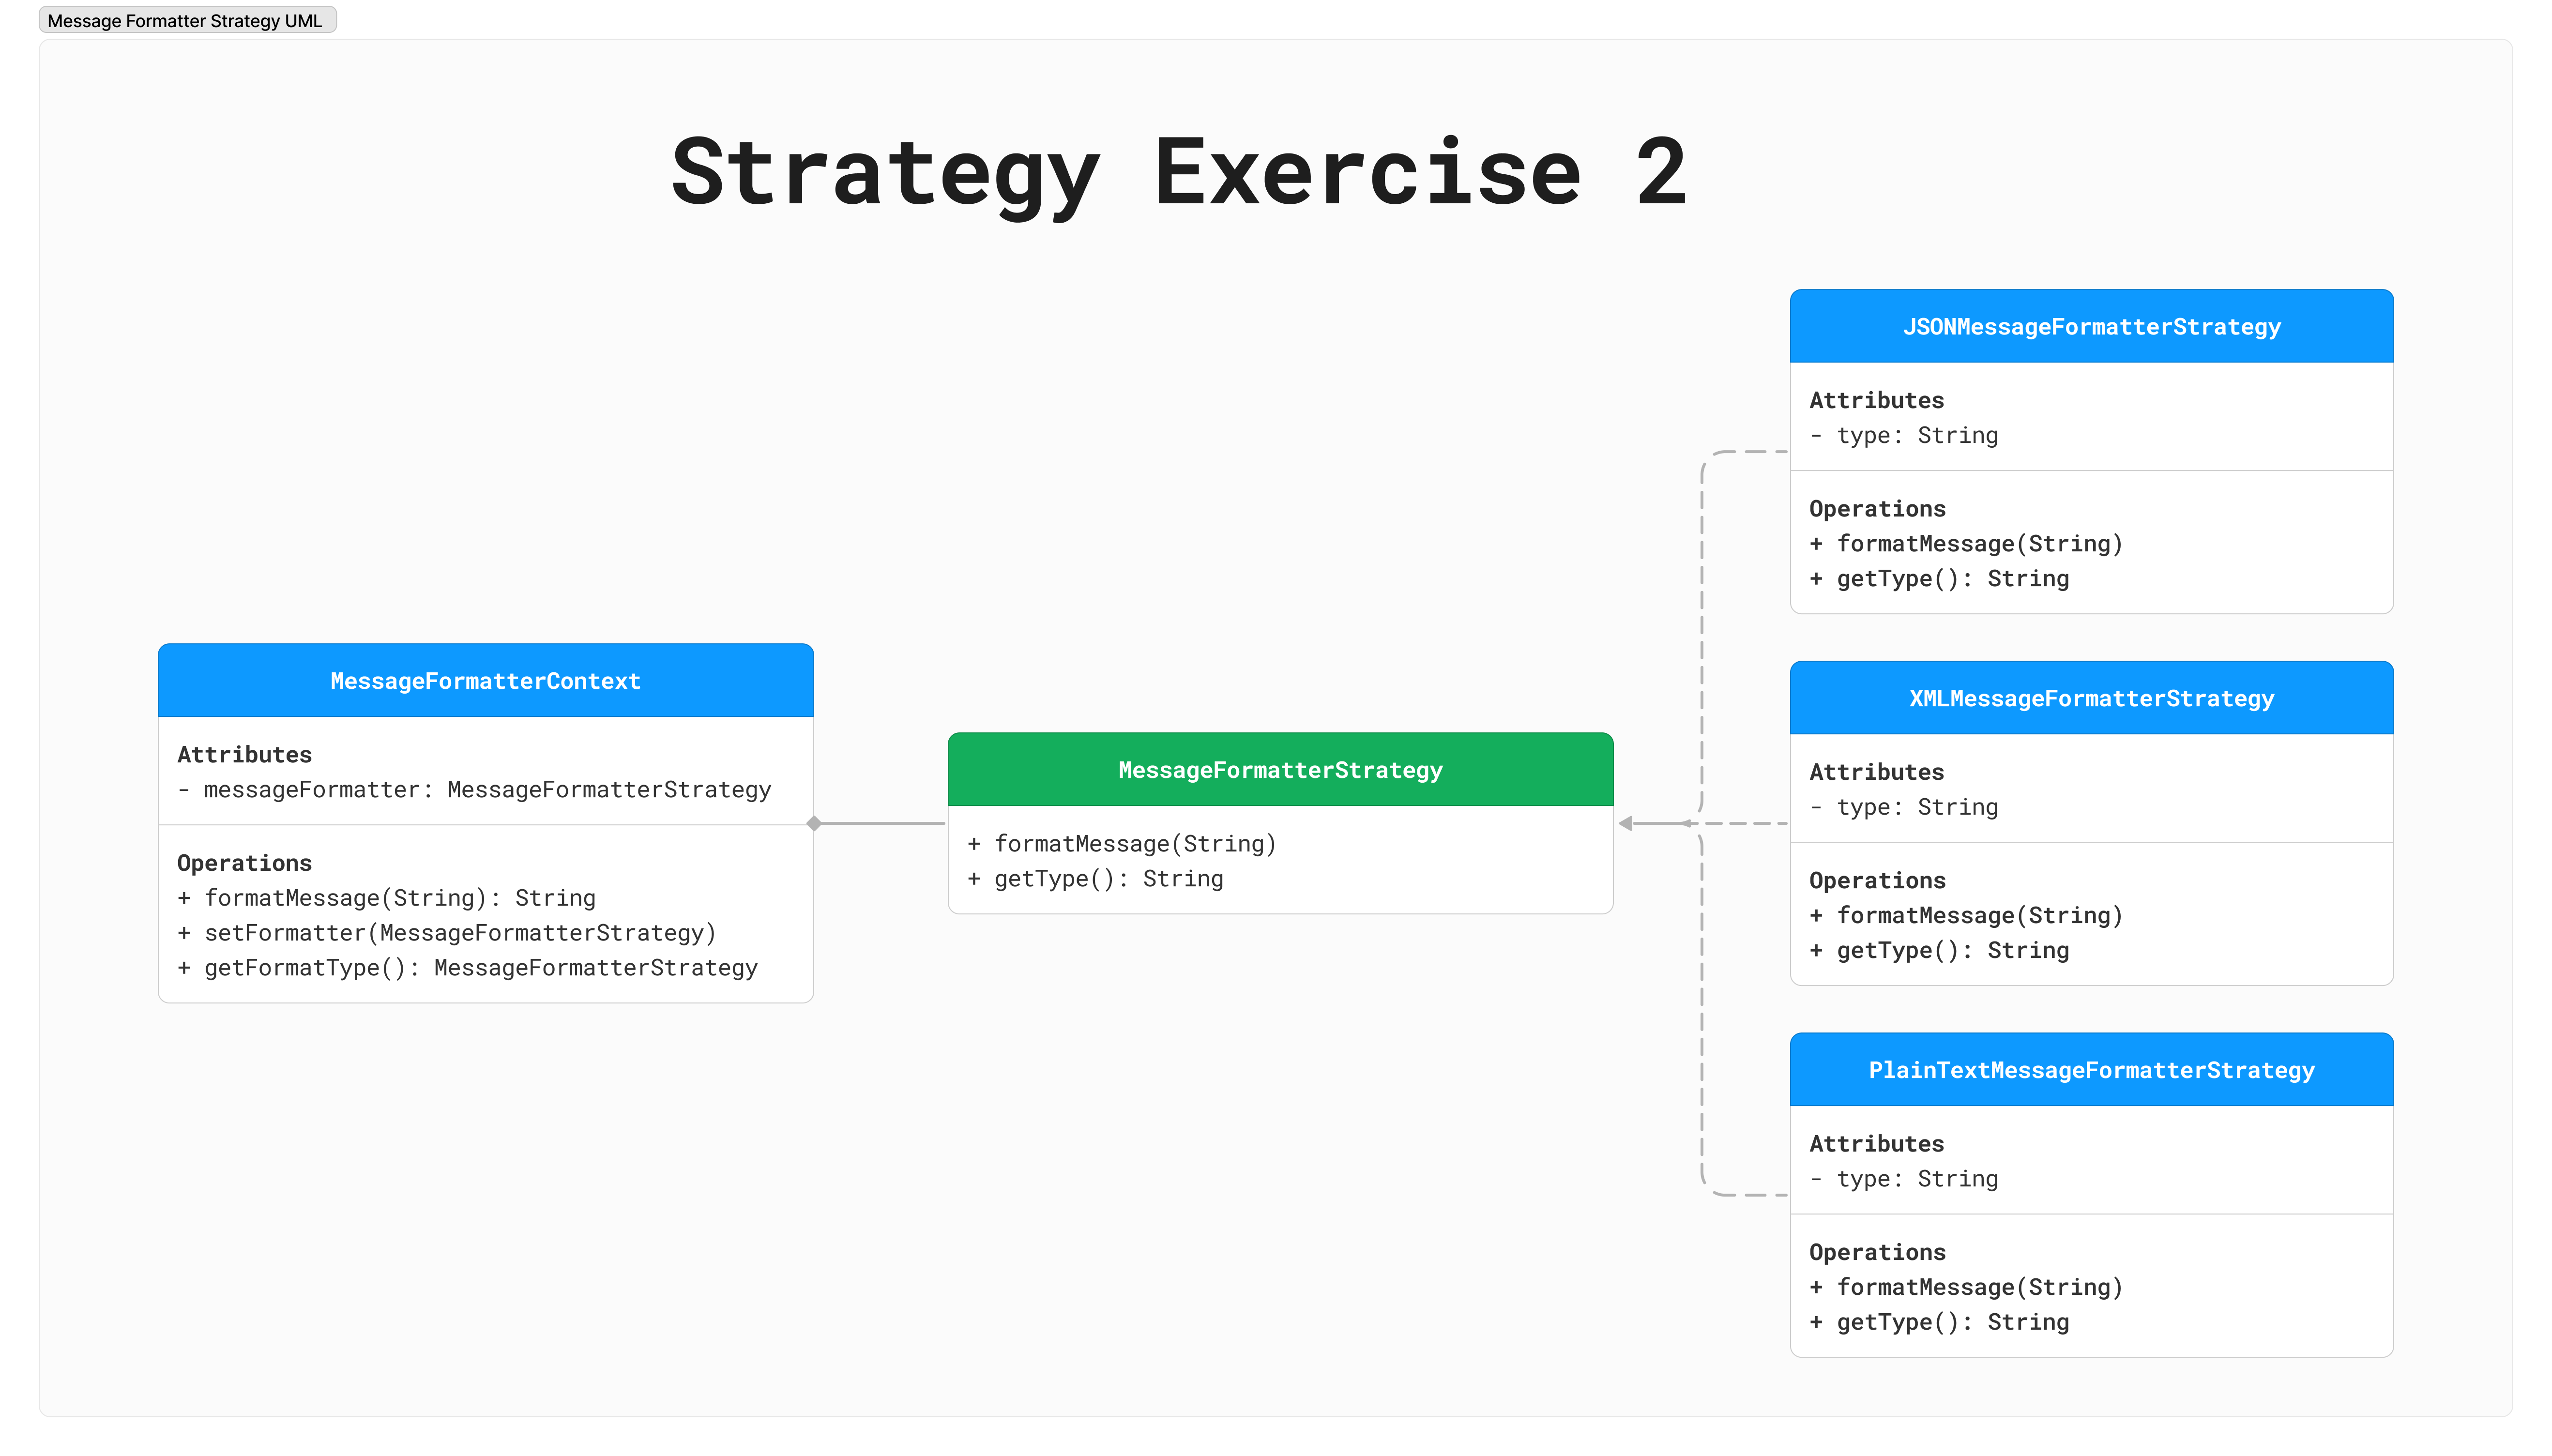 Message Formatter Strategy UML
Strategy Exercise 2
MessageFormatterContext
Attributes
- messageFormatter: MessageFormatterStrategy
Operations
+ formatMessage(String): String
+ setFormatter(MessageFormatterStrategy)
+ getFormatType(): MessageFormatterStrategy
MessageFormatterStrategy
+ formatMessage(String)
+ getType(): String
JSONMessageFormatterStrategy
Attributes
- type: String
Operations
+ formatMessage(String)
+ getType(): String
XMLMessageFormatterStrategy
Attributes
- type: String
Operations
+ formatMessage(String)
+ getType(): String
PlainTextMessageFormatterStrategy
Attributes
- type: String
Operations
+ formatMessage(String)
+ getType(): String